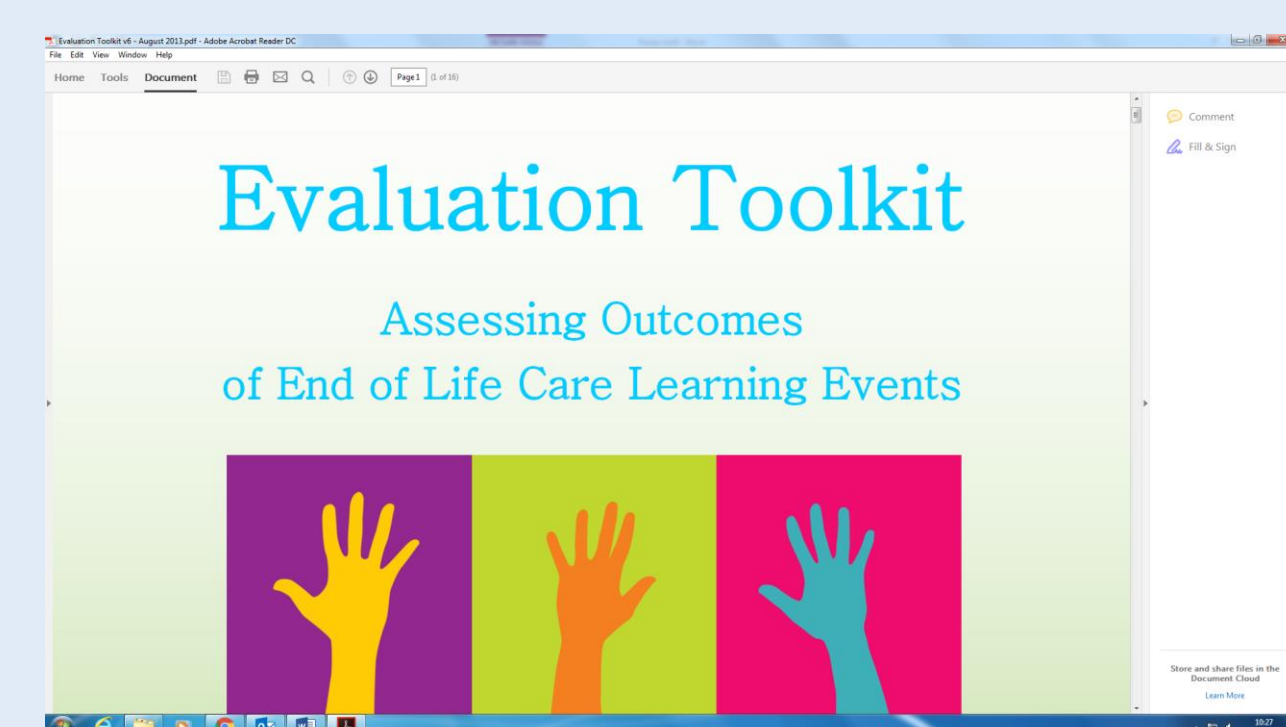 Evaluation Toolkit v6 - August 2013.pdf - Adobe Acrobat Reader DC
File Edit View Window Help
Home Tools Document Page 1 (1 of 16)
Comment
Fill & Sign
Evaluation Toolkit
Assessing Outcomes
of End of Life Care Learning Events
Store and share files in the
Document Cloud
Learn More
10:27